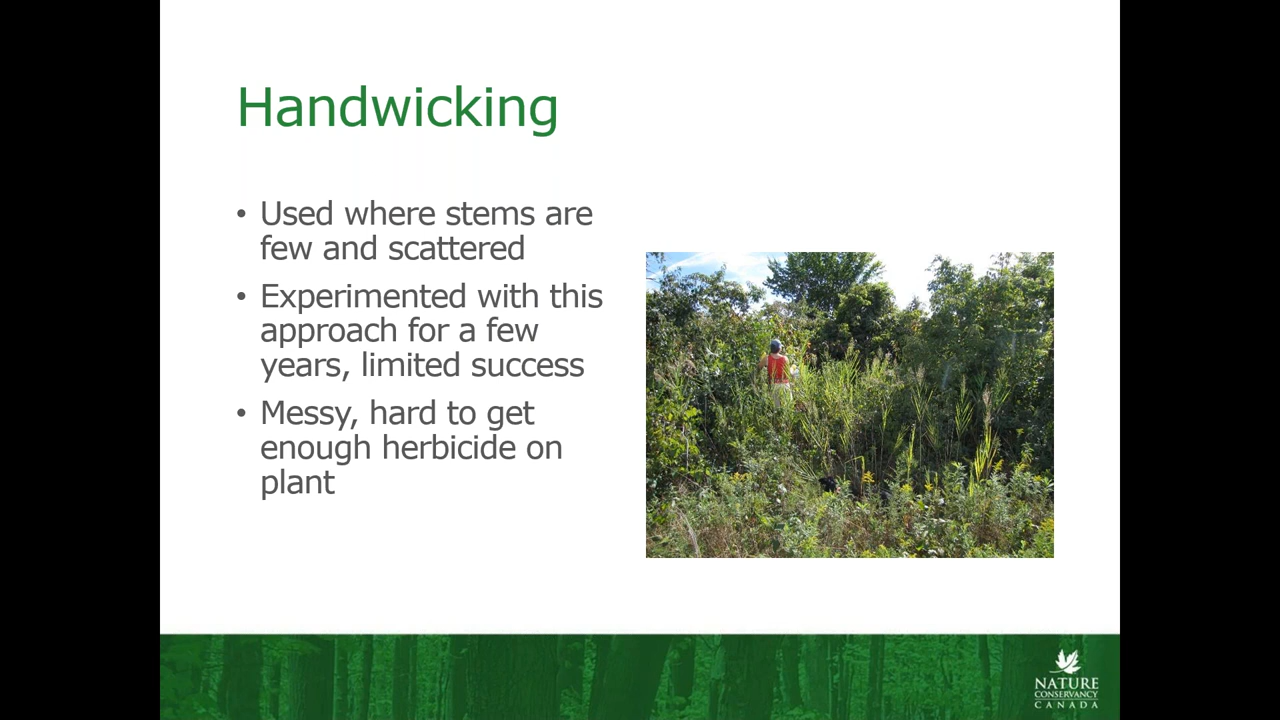 Handwicking
• Used where stems are
few and scattered
• Experimented with this
approach for a few
years, limited success
• Messy, hard to get
enough herbicide on
plant
NATURE
CONSERVANCY
CANADA